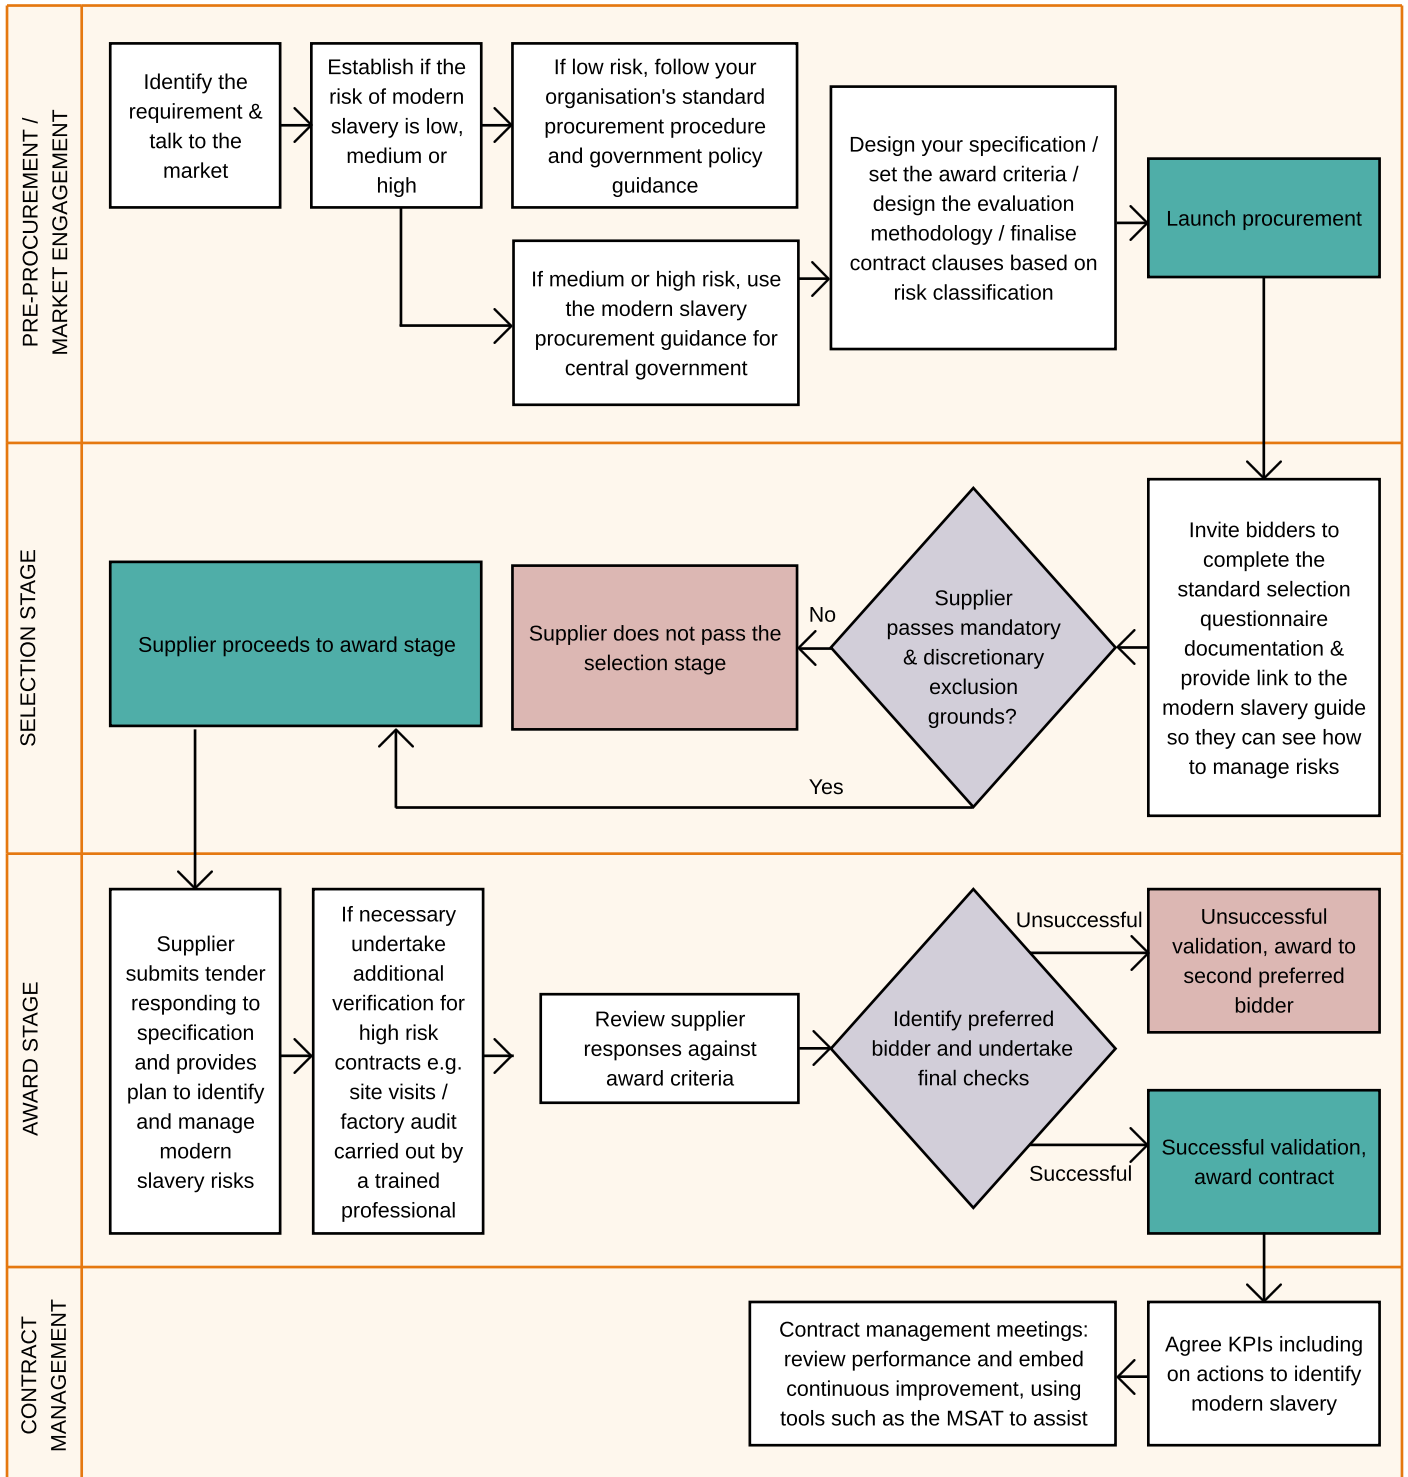 PRE-PROCUREMENT /
MARKET ENGAGEMENT
Identify the
requirement &
talk to the
market
Establish if the
risk of modern
slavery is low,
medium or
high
If low risk, follow your
organisation's standard
procurement procedure
and government policy
guidance
If medium or high risk, use
the modern slavery
procurement guidance for
central government
Design your specification /
set the award criteria /
design the evaluation
methodology / finalise
contract clauses based on
risk classification
Launch procurement
SELECTION STAGE
Invite bidders to
complete the
standard selection
questionnaire
documentation &
provide link to the
modern slavery guide
so they can see how
to manage risks
Supplier
passes mandatory
& discretionary
exclusion
grounds?
No
Supplier does not pass the
selection stage
Yes
Supplier proceeds to award stage
AWARD STAGE
Supplier
submits tender
responding to
specification
and provides
plan to identify
and manage
modern
slavery risks
If necessary
undertake
additional
verification for
high risk
contracts e.g.
site visits /
factory audit
carried out by
a trained
professional
Review supplier
responses against
award criteria
Identify preferred
bidder and undertake
final checks
Unsuccessful
Unsuccessful
validation, award to
second preferred
bidder
Successful
Successful validation,
award contract
CONTRACT
MANAGEMENT
Agree KPIs including
on actions to identify
modern slavery
Contract management meetings:
review performance and embed
continuous improvement, using
tools such as the MSAT to assist